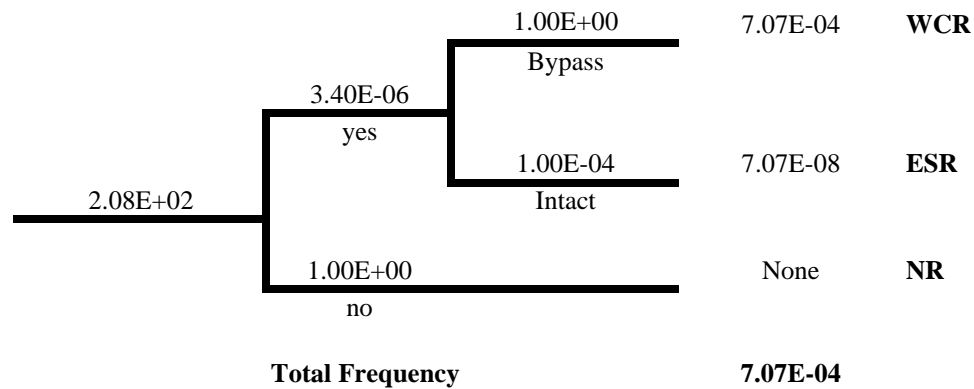 1.00E+00 7.07E-04 WCR
Bypass
3.40E-06
yes
1.00E-04 7.07E-08 ESR
Intact
2.08E+02
1.00E+00 None NR
no
Total Frequency 7.07E-04